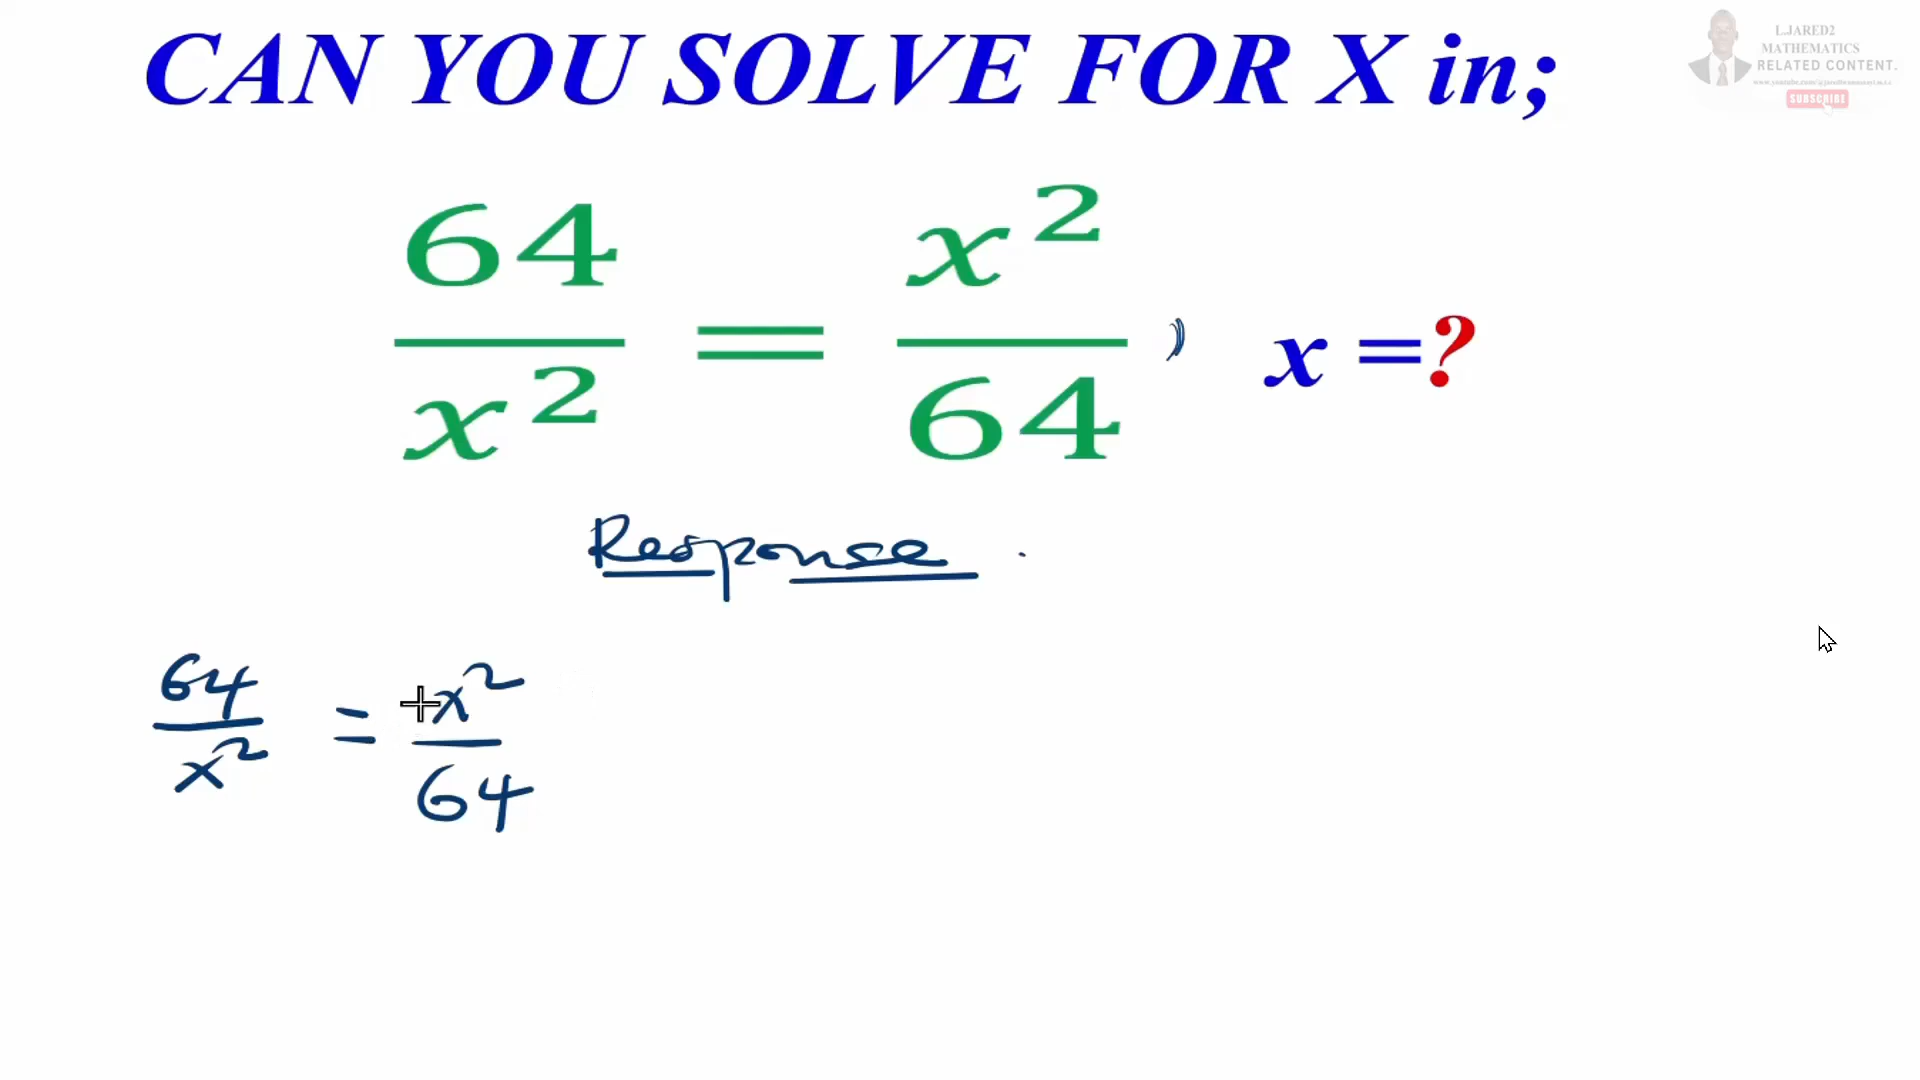 CAN YOU SOLVE FOR X in;
L.JARED2
MATHEMATICS
RELATED CONTENT.
SUBSCRIBE
64/x² = x²/64 , x = ?
Response .
64/x² = x²/64